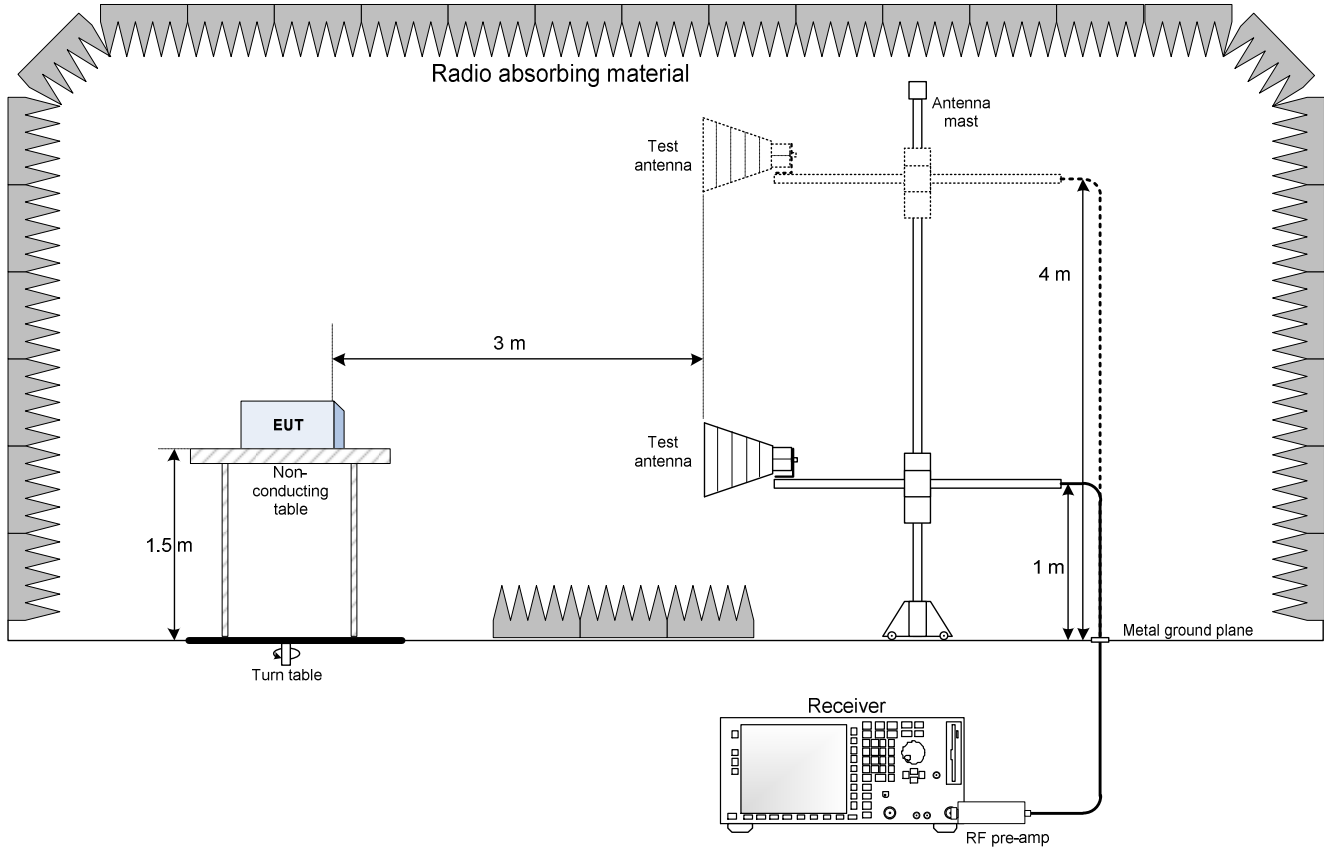 Radio absorbing material
Antenna
mast
Test
antenna
4 m
3 m
EUT
Test
antenna
Non-
conducting
table
1.5 m
1 m
Metal ground plane
Turn table
Receiver
RF pre-amp